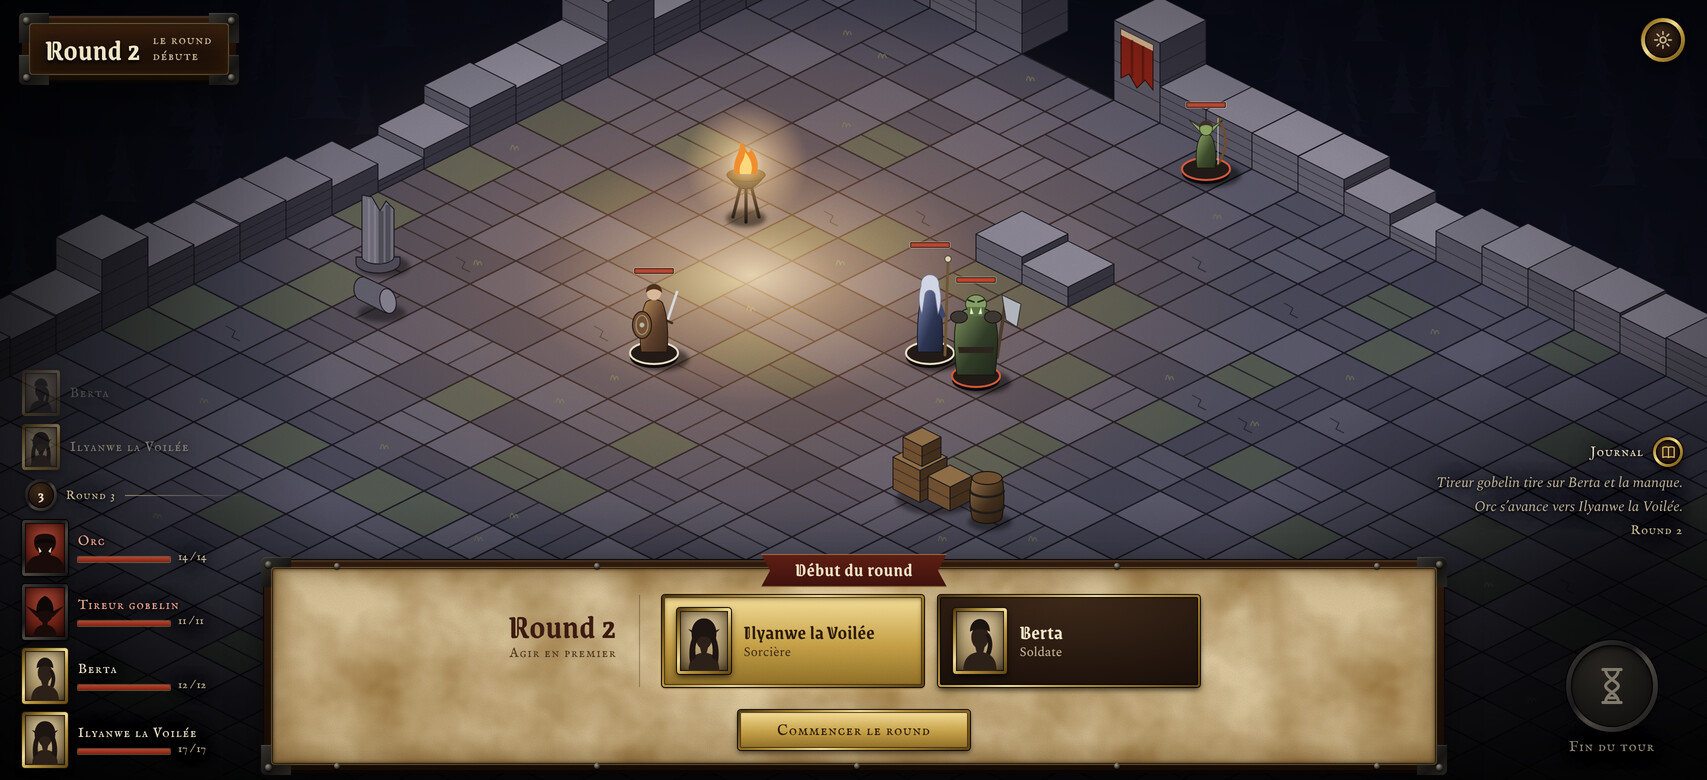 Round 2
LE ROUND
DÉBUTE
Berta
Ilyanwe la Voilée
3 Round 3
Orc
14/14
Tireur gobelin
11/11
Berta
12/12
Ilyanwe la Voilée
17/17
Journal
Tireur gobelin tire sur Berta et la manque.
Orc s'avance vers Ilyanwe la Voilée.
Round 2
Début du round
Round 2
Agir en premier
Ilyanwe la Voilée
Sorcière
Berta
Soldate
Commencer le round
Fin du tour